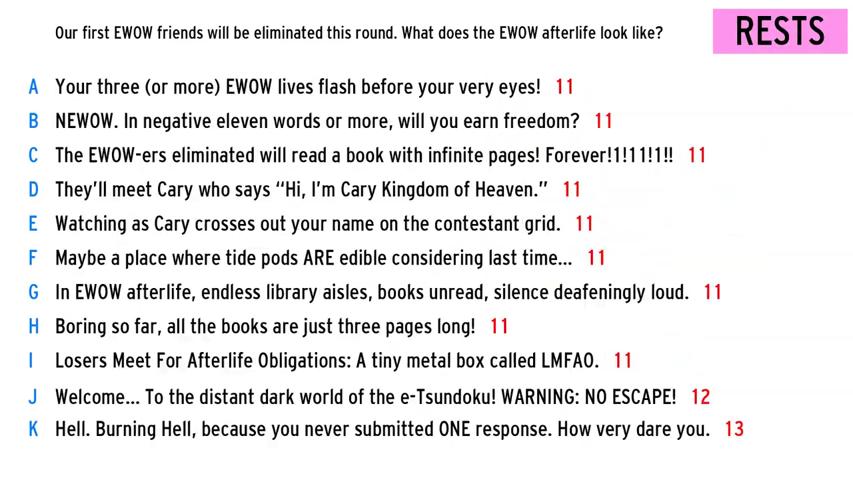 Our first EWOW friends will be eliminated this round. What does the EWOW afterlife look like?
RESTS
A Your three (or more) EWOW lives flash before your very eyes! 11
B NEWOW. In negative eleven words or more, will you earn freedom? 11
C The EWOW-ers eliminated will read a book with infinite pages! Forever!1!11!1!! 11
D They'll meet Cary who says “Hi, I'm Cary Kingdom of Heaven.” 11
E Watching as Cary crosses out your name on the contestant grid. 11
F Maybe a place where tide pods ARE edible considering last time... 11
G In EWOW afterlife, endless library aisles, books unread, silence deafeningly loud. 11
H Boring so far, all the books are just three pages long! 11
I Losers Meet For Afterlife Obligations: A tiny metal box called LMFAO. 11
J Welcome... To the distant dark world of the e-Tsundoku! WARNING: NO ESCAPE! 12
K Hell. Burning Hell, because you never submitted ONE response. How very dare you. 13